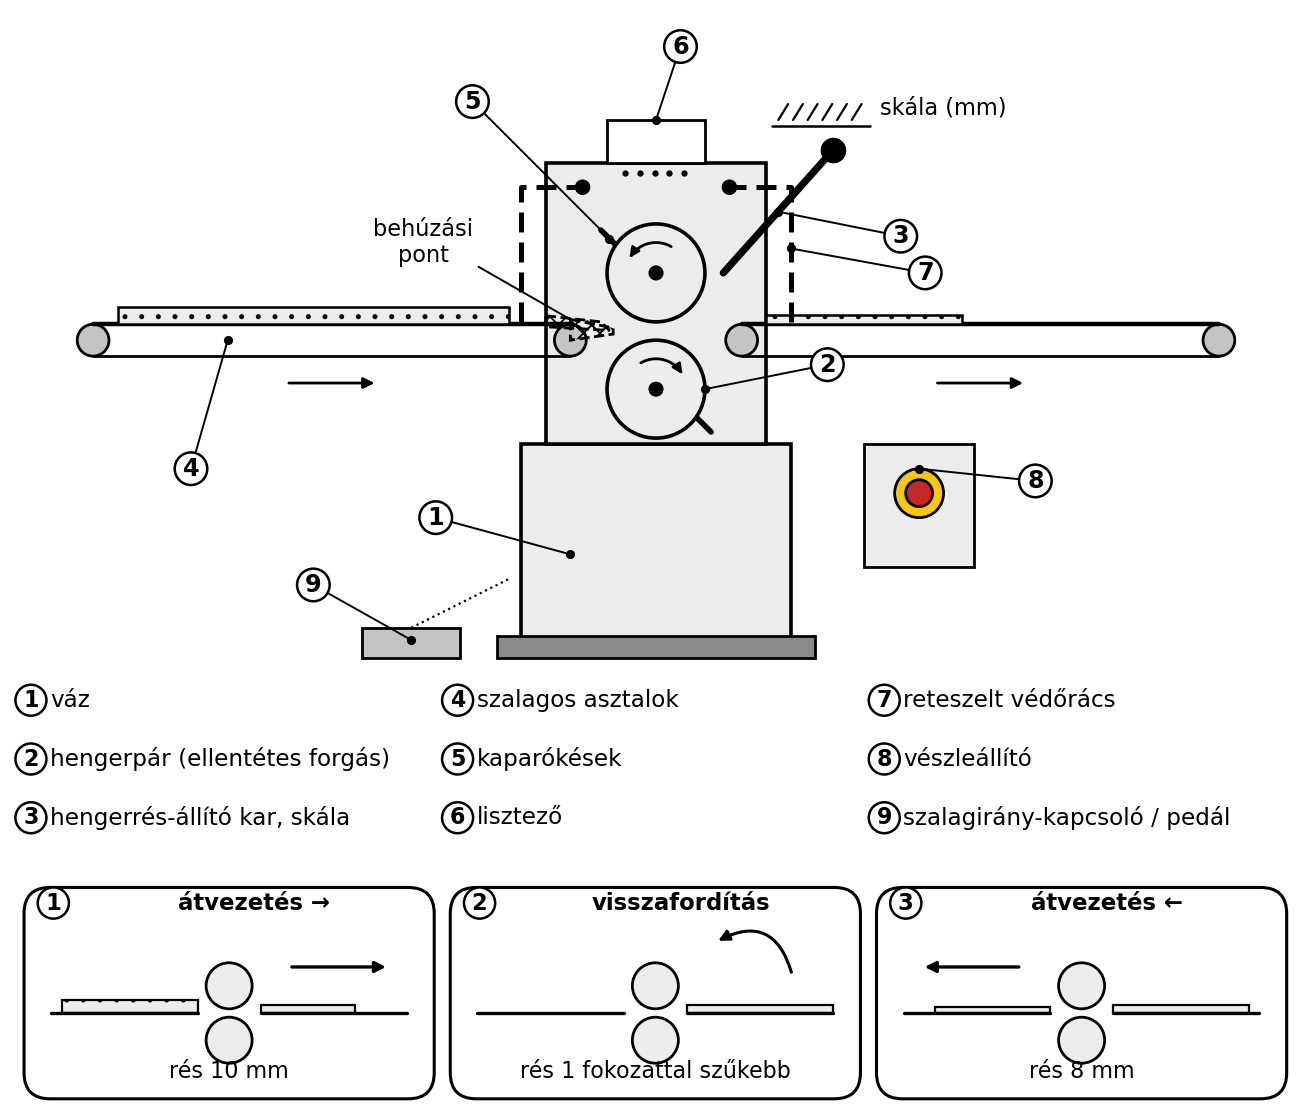 6
5
skála (mm)
behúzási
pont
3
7
2
4
8
1
9
1 váz
4 szalagos asztalok
7 reteszelt védőrács
2 hengerpár (ellentétes forgás)
5 kaparókések
8 vészleállító
3 hengerrés-állító kar, skála
6 lisztező
9 szalagirány-kapcsoló / pedál
1 átvezetés →
rés 10 mm
2 visszafordítás
rés 1 fokozattal szűkebb
3 átvezetés ←
rés 8 mm